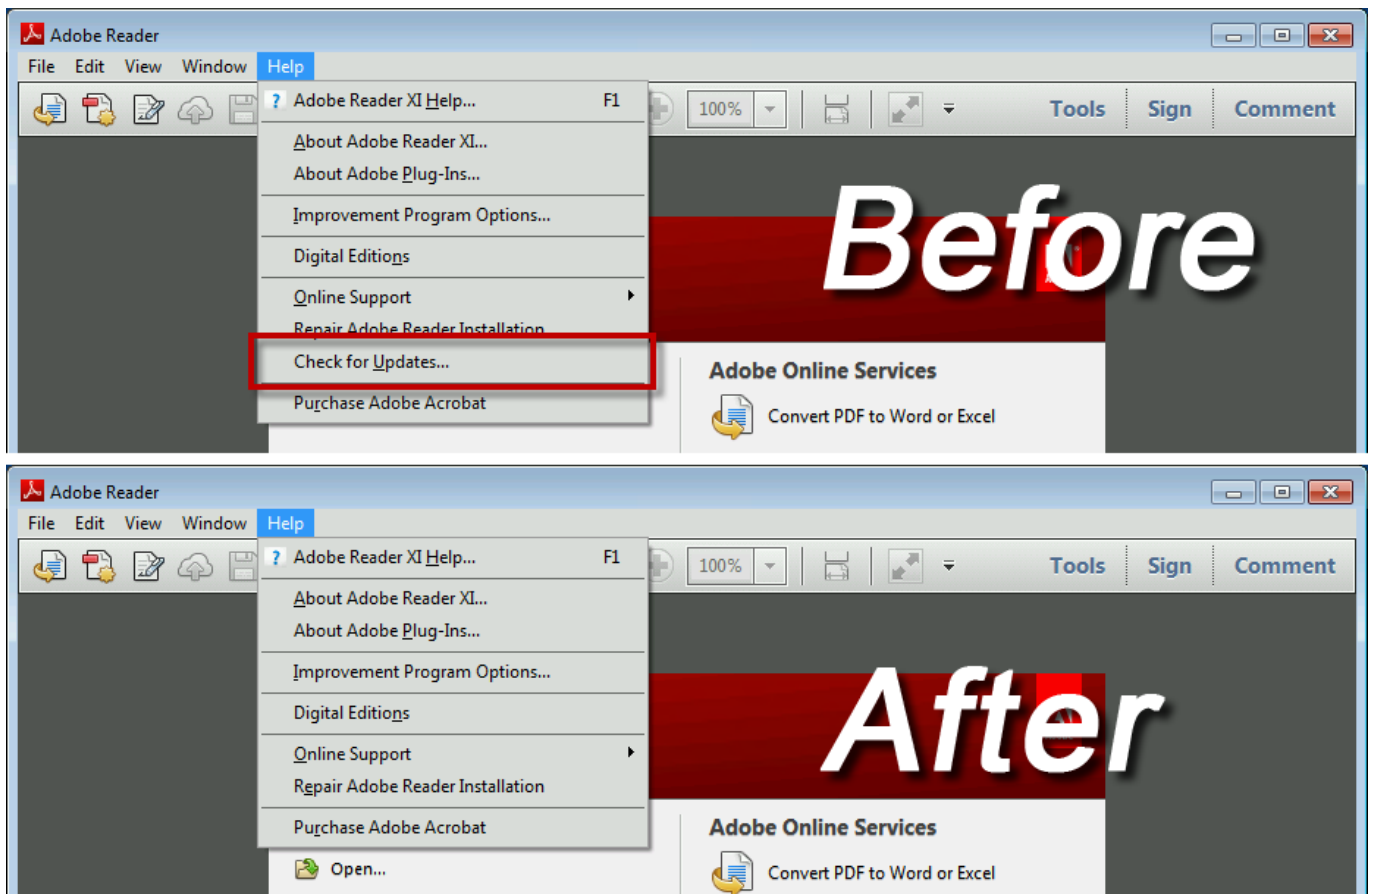 Adobe Reader
File Edit View Window Help
? Adobe Reader XI Help... F1
100%
Tools Sign Comment
About Adobe Reader XI...
About Adobe Plug-Ins...
Before
Improvement Program Options...
Digital Editions
Online Support
Repair Adobe Reader Installation
Check for Updates...
Adobe Online Services
Purchase Adobe Acrobat
Convert PDF to Word or Excel
Adobe Reader
File Edit View Window Help
? Adobe Reader XI Help... F1
100%
Tools Sign Comment
About Adobe Reader XI...
About Adobe Plug-Ins...
Improvement Program Options...
After
Digital Editions
Online Support
Repair Adobe Reader Installation
Purchase Adobe Acrobat
Adobe Online Services
Open...
Convert PDF to Word or Excel